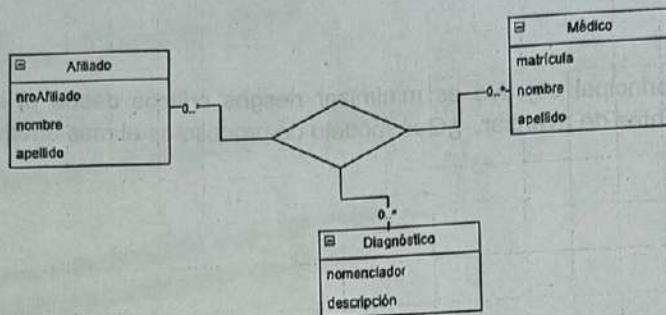 Afiliado
nroAfiliado
nombre
apellido
0..*
Médico
matrícula
nombre
apellido
0..*
0..*
Diagnóstico
nomenclador
descripción